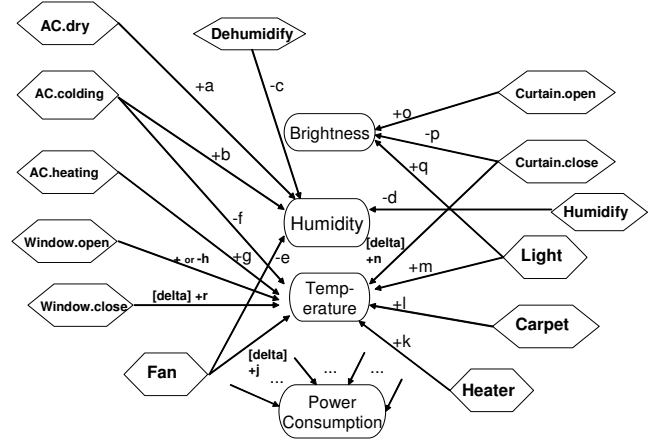 AC.dry
Dehumidify
AC.colding
+a
-c
Curtain.open
+o
Brightness
-p
+b
+q
Curtain.close
AC.heating
-f
-d
Humidify
Humidity
Window.open
+ or -h
+g
-e
[delta]
+n
Light
+m
Temp-
erature
Window.close
[delta] +r
+l
Carpet
+k
Fan
[delta]
+j
...
...
...
...
Heater
Power
Consumption